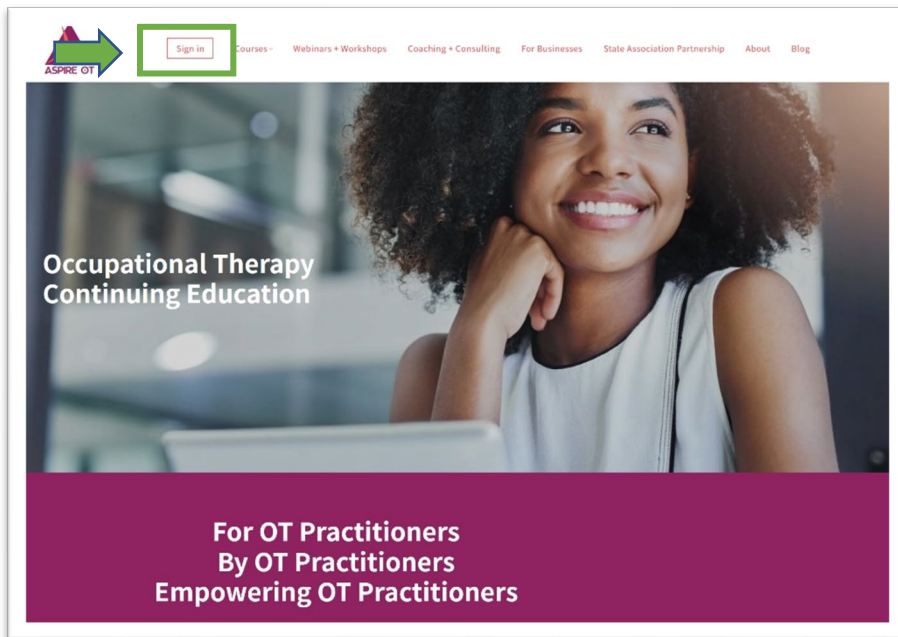 ASPIRE OT
Sign in
Courses
Webinars + Workshops
Coaching + Consulting
For Businesses
State Association Partnership
About
Blog
Occupational Therapy
Continuing Education
For OT Practitioners
By OT Practitioners
Empowering OT Practitioners